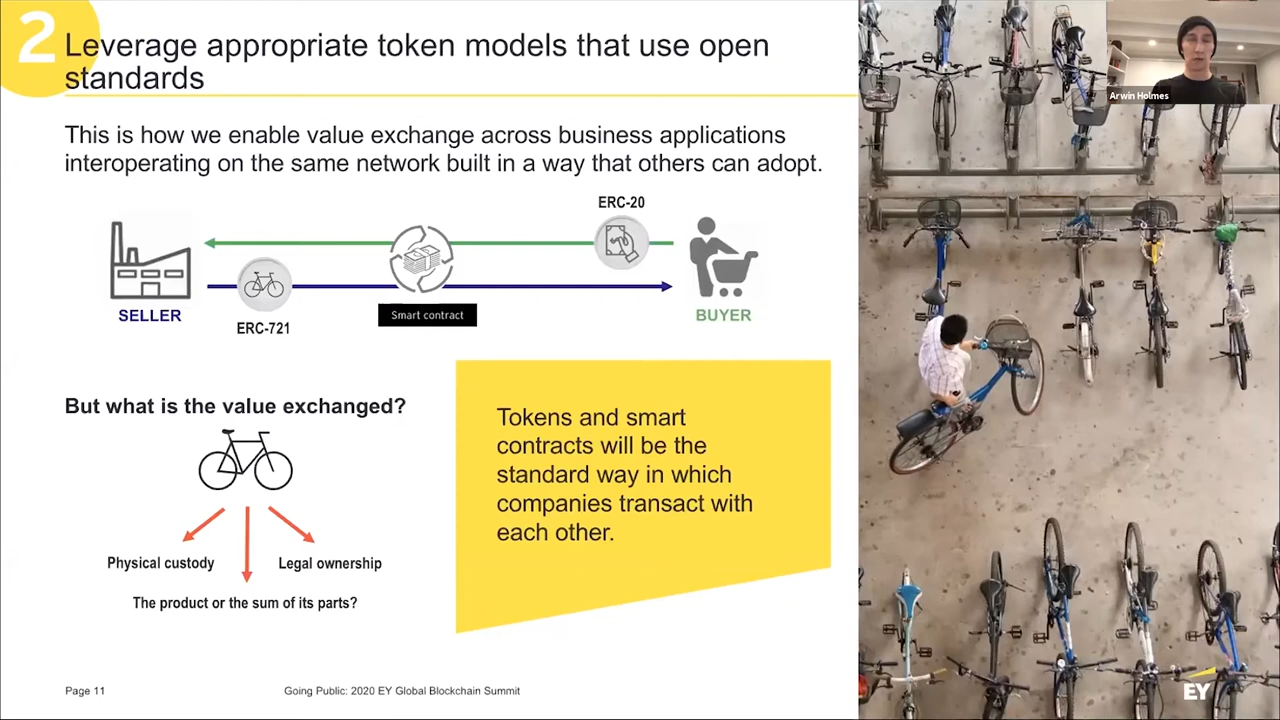 2
Leverage appropriate token models that use open
standards
Arwin Holmes
This is how we enable value exchange across business applications
interoperating on the same network built in a way that others can adopt.
ERC-20
SELLER
ERC-721
Smart contract
BUYER
But what is the value exchanged?
Physical custody
Legal ownership
The product or the sum of its parts?
Tokens and smart
contracts will be the
standard way in which
companies transact with
each other.
Page 11
Going Public: 2020 EY Global Blockchain Summit
EY